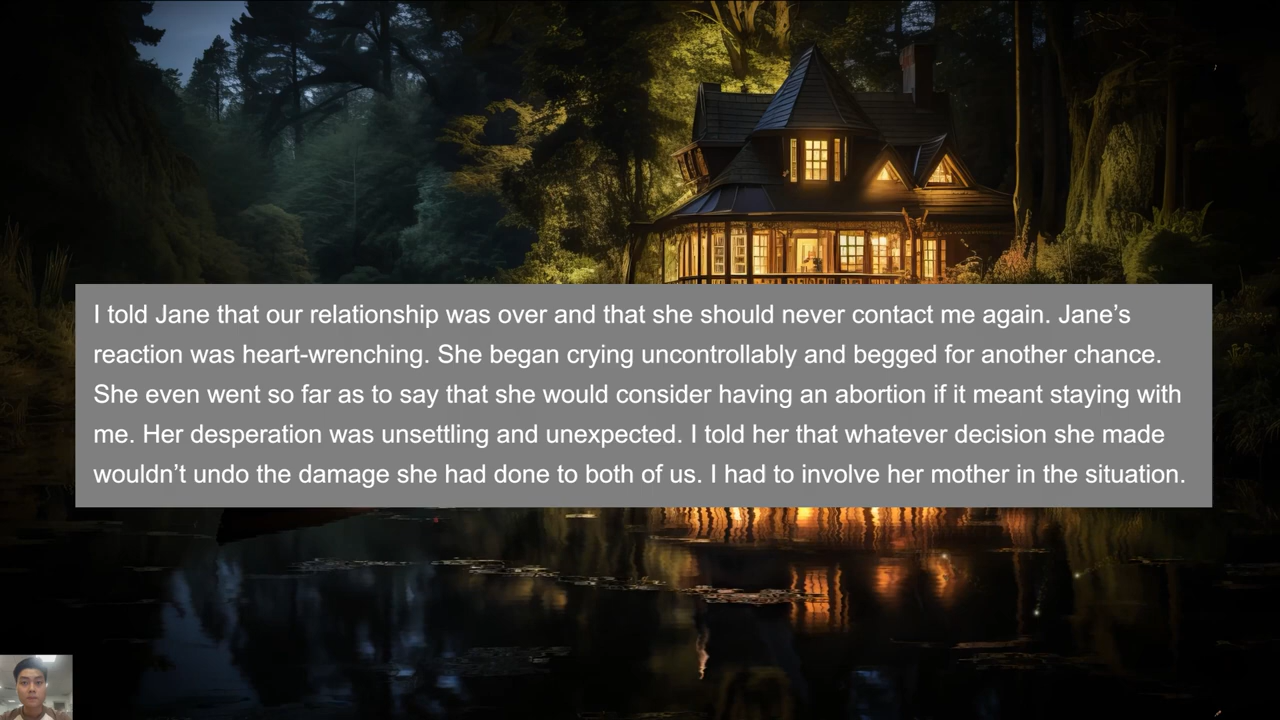 I told Jane that our relationship was over and that she should never contact me again. Jane’s
reaction was heart-wrenching. She began crying uncontrollably and begged for another chance.
She even went so far as to say that she would consider having an abortion if it meant staying with
me. Her desperation was unsettling and unexpected. I told her that whatever decision she made
wouldn’t undo the damage she had done to both of us. I had to involve her mother in the situation.